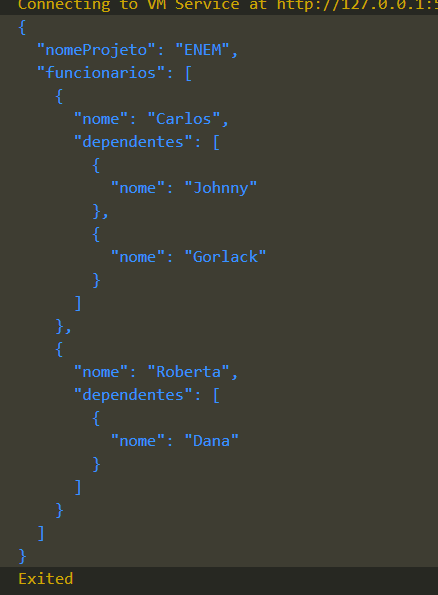 Connecting to VM Service at http://127.0.0.1:5
{
  "nomeProjeto": "ENEM",
  "funcionarios": [
    {
      "nome": "Carlos",
      "dependentes": [
        {
          "nome": "Johnny"
        },
        {
          "nome": "Gorlack"
        }
      ]
    },
    {
      "nome": "Roberta",
      "dependentes": [
        {
          "nome": "Dana"
        }
      ]
    }
  ]
}
Exited